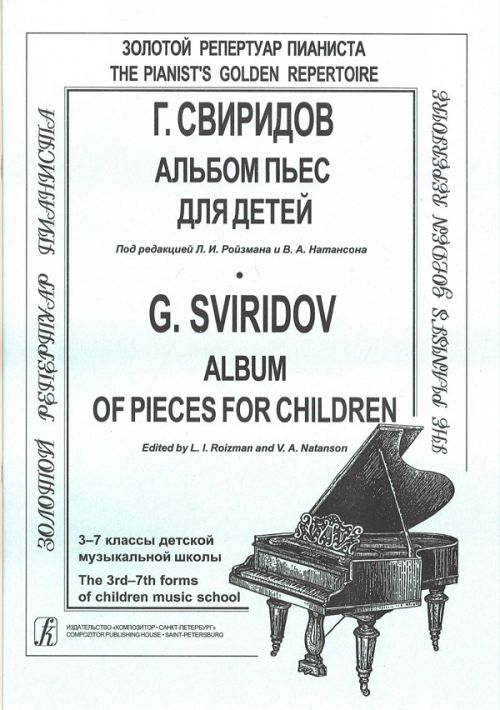 ЗОЛОТОЙ РЕПЕРТУАР ПИАНИСТА
THE PIANIST'S GOLDEN REPERTOIRE
Г. СВИРИДОВ
АЛЬБОМ ПЬЕС
ДЛЯ ДЕТЕЙ
Под редакцией Л. И. Ройзмана и В. А. Натансона
•
G. SVIRIDOV
ALBUM
OF PIECES FOR CHILDREN
Edited by L. I. Roizman and V. A. Natanson
3–7 классы детской
музыкальной школы
The 3rd–7th forms
of children music school
ИЗДАТЕЛЬСТВО «КОМПОЗИТОР • САНКТ-ПЕТЕРБУРГ»
COMPOZITOR PUBLISHING HOUSE • SAINT-PETERSBURG
ЗОЛОТОЙ РЕПЕРТУАР ПИАНИСТА
THE PIANIST'S GOLDEN REPERTOIRE